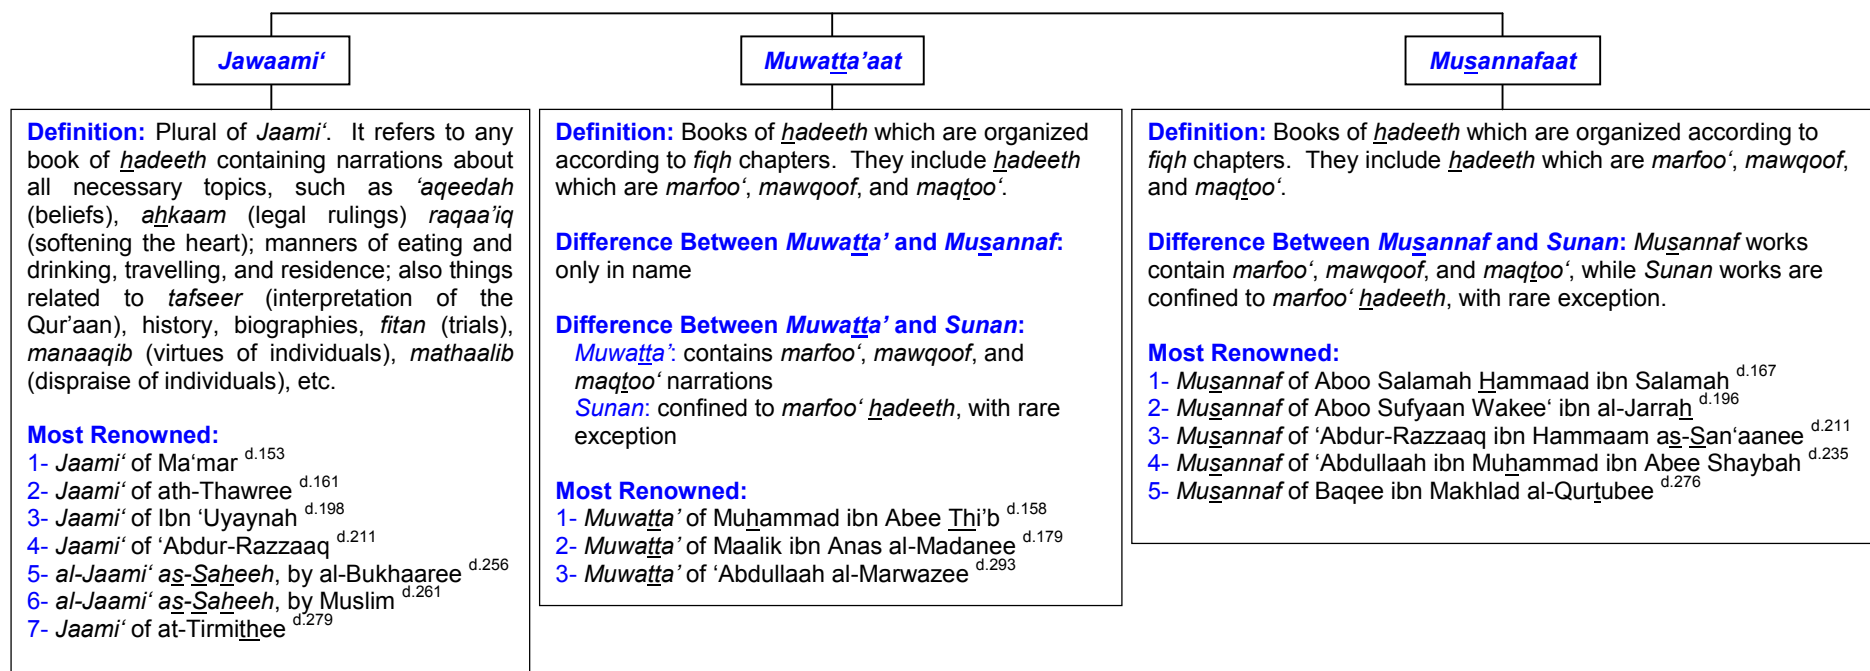 Jawaami‘
Muwatta’aat
Musannafaat
Definition: Plural of Jaami‘. It refers to any
book of hadeeth containing narrations about
all necessary topics, such as ‘aqeedah
(beliefs), ahkaam (legal rulings) raqaa’iq
(softening the heart); manners of eating and
drinking, travelling, and residence; also things
related to tafseer (interpretation of the
Qur’aan), history, biographies, fitan (trials),
manaaqib (virtues of individuals), mathaalib
(dispraise of individuals), etc.
Most Renowned:
1- Jaami‘ of Ma‘mar d.153
2- Jaami‘ of ath-Thawree d.161
3- Jaami‘ of Ibn ‘Uyaynah d.198
4- Jaami‘ of ‘Abdur-Razzaaq d.211
5- al-Jaami‘ as-Saheeh, by al-Bukhaaree d.256
6- al-Jaami‘ as-Saheeh, by Muslim d.261
7- Jaami‘ of at-Tirmithee d.279
Definition: Books of hadeeth which are organized
according to fiqh chapters. They include hadeeth
which are marfoo‘, mawqoof, and maqtoo‘.
Difference Between Muwatta’ and Musannaf:
only in name
Difference Between Muwatta’ and Sunan:
Muwatta’: contains marfoo‘, mawqoof, and
maqtoo‘ narrations
Sunan: confined to marfoo‘ hadeeth, with rare
exception
Most Renowned:
1- Muwatta’ of Muhammad ibn Abee Thi’b d.158
2- Muwatta’ of Maalik ibn Anas al-Madanee d.179
3- Muwatta’ of ‘Abdullaah al-Marwazee d.293
Definition: Books of hadeeth which are organized according to
fiqh chapters. They include hadeeth which are marfoo‘, mawqoof,
and maqtoo‘.
Difference Between Musannaf and Sunan: Musannaf works
contain marfoo‘, mawqoof, and maqtoo‘, while Sunan works are
confined to marfoo‘ hadeeth, with rare exception.
Most Renowned:
1- Musannaf of Aboo Salamah Hammaad ibn Salamah d.167
2- Musannaf of Aboo Sufyaan Wakee‘ ibn al-Jarrah d.196
3- Musannaf of ‘Abdur-Razzaaq ibn Hammaam as-San‘aanee d.211
4- Musannaf of ‘Abdullaah ibn Muhammad ibn Abee Shaybah d.235
5- Musannaf of Baqee ibn Makhlad al-Qurtubee d.276